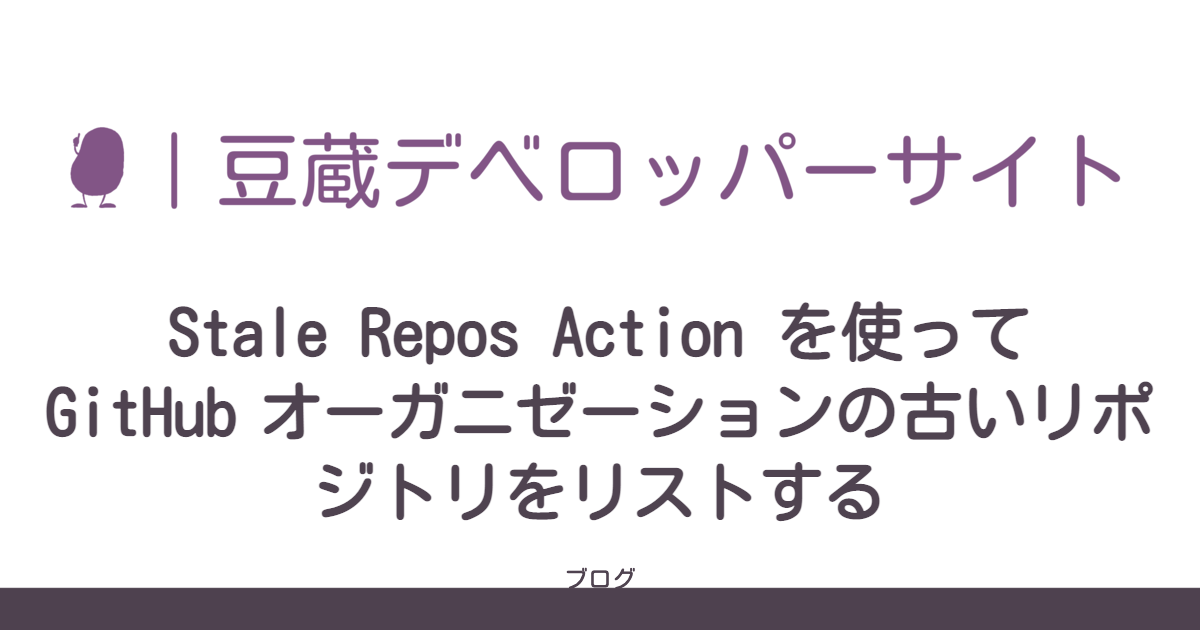 豆蔵デベロッパーサイト
Stale Repos Action を使って
GitHub オーガニゼーションの古いリポ
ジトリをリストする
ブログ